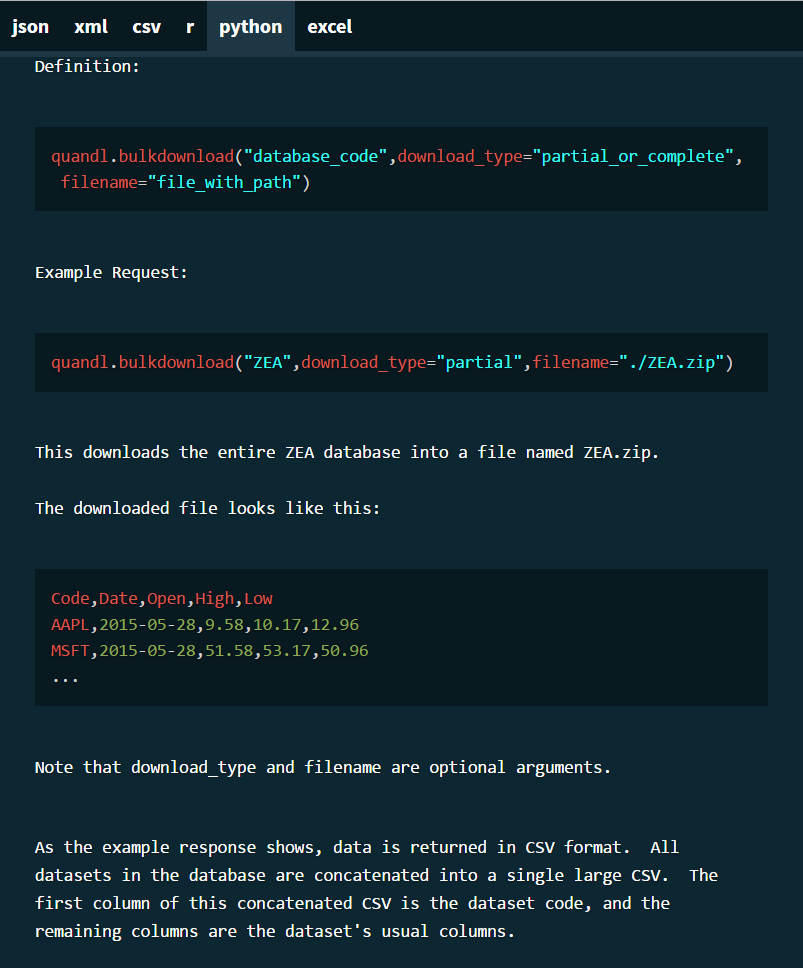 json xml csv r python excel
Definition:
quandl.bulkdownload("database_code",download_type="partial_or_complete",
filename="file_with_path")
Example Request:
quandl.bulkdownload("ZEA",download_type="partial",filename="./ZEA.zip")
This downloads the entire ZEA database into a file named ZEA.zip.
The downloaded file looks like this:
Code,Date,Open,High,Low
AAPL,2015-05-28,9.58,10.17,12.96
MSFT,2015-05-28,51.58,53.17,50.96
...
Note that download_type and filename are optional arguments.
As the example response shows, data is returned in CSV format.  All
datasets in the database are concatenated into a single large CSV.  The
first column of this concatenated CSV is the dataset code, and the
remaining columns are the dataset's usual columns.